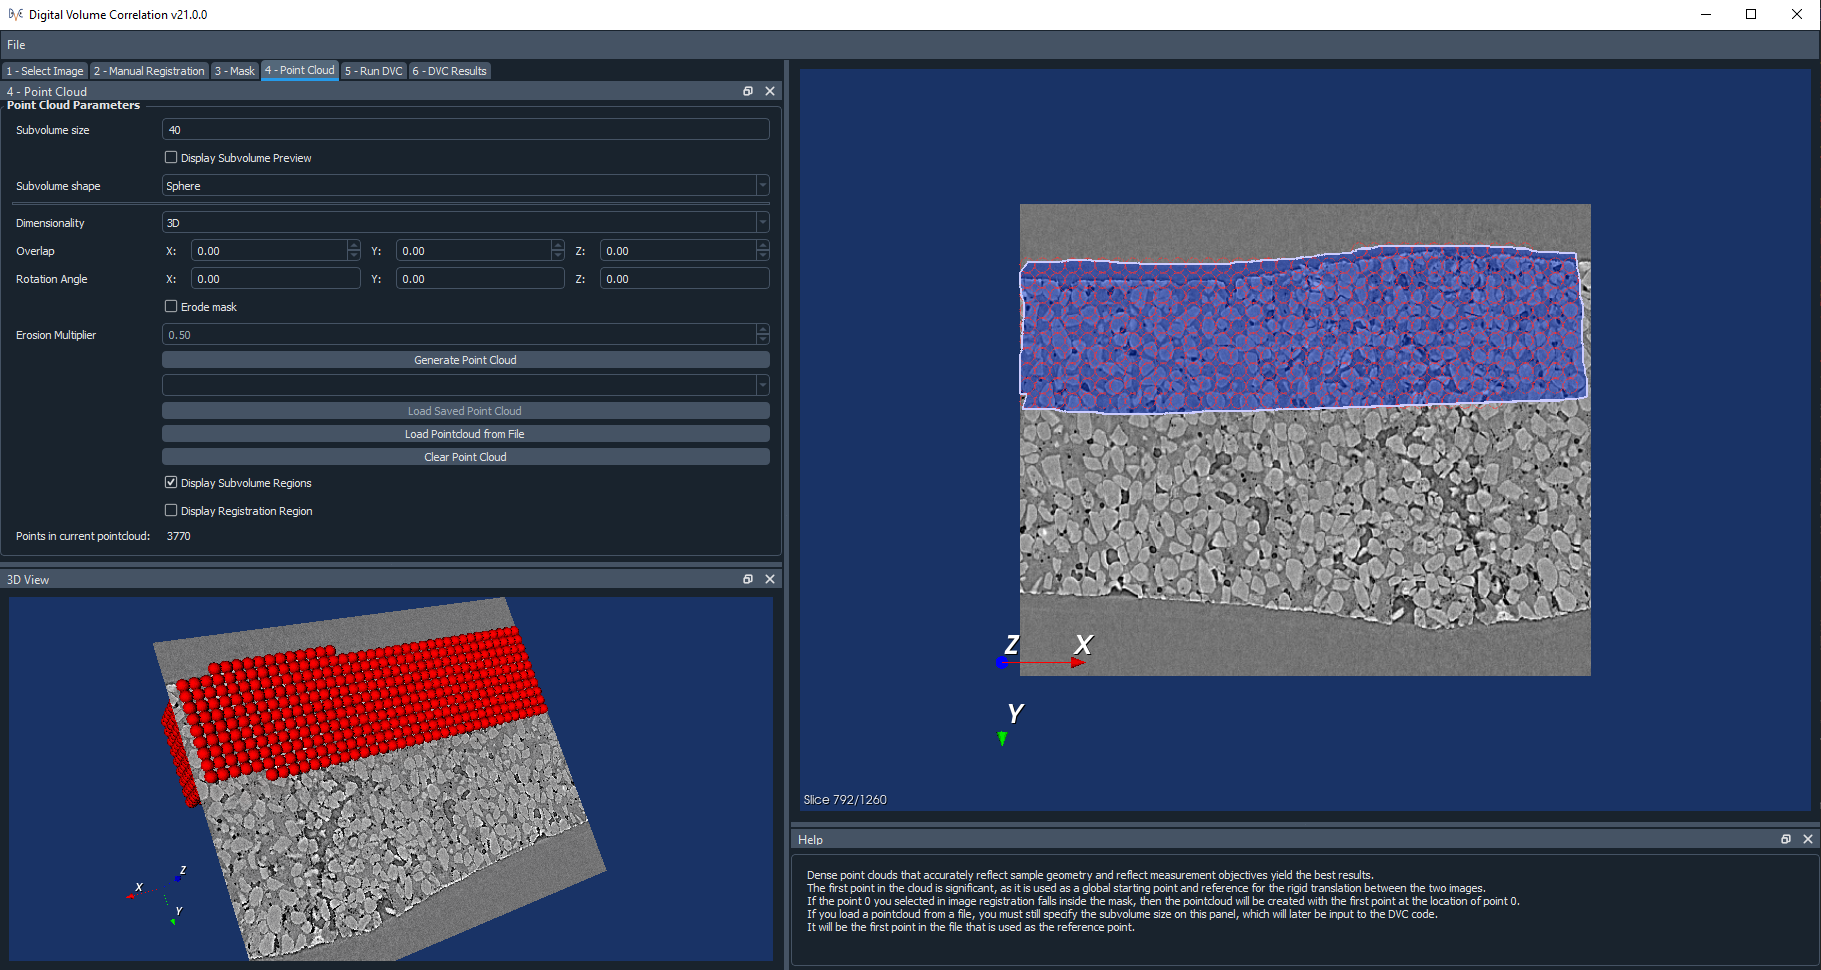 Digital Volume Correlation v21.0.0
File
1 - Select Image 2 - Manual Registration 3 - Mask 4 - Point Cloud 5 - Run DVC 6 - DVC Results
4 - Point Cloud
Point Cloud Parameters
Subvolume size 40
Display Subvolume Preview
Subvolume shape Sphere
Dimensionality 3D
Overlap X: 0.00 Y: 0.00 Z: 0.00
Rotation Angle X: 0.00 Y: 0.00 Z: 0.00
Erode mask
Erosion Multiplier 0.50
Generate Point Cloud
Load Saved Point Cloud
Load Pointcloud from File
Clear Point Cloud
Display Subvolume Regions
Display Registration Region
Points in current pointcloud: 3770
3D View
Z
X
Y
Z X
Y
Slice 792/1260
Help
Dense point clouds that accurately reflect sample geometry and reflect measurement objectives yield the best results.
The first point in the cloud is significant, as it is used as a global starting point and reference for the rigid translation between the two images.
If the point 0 you selected in image registration falls inside the mask, then the pointcloud will be created with the first point at the location of point 0.
If you load a pointcloud from a file, you must still specify the subvolume size on this panel, which will later be input to the DVC code.
It will be the first point in the file that is used as the reference point.